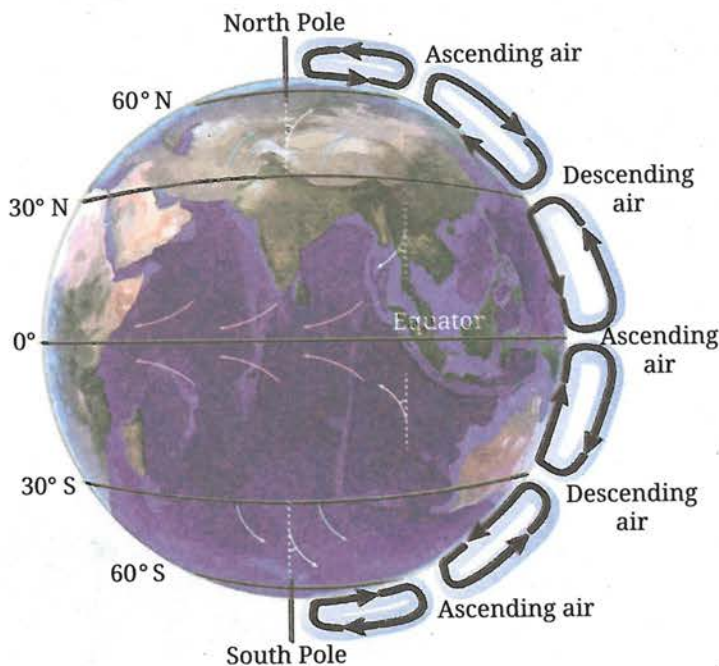 North Pole
Ascending air
60° N
Descending
air
30° N
Equator
0°
Ascending
air
30° S
Descending
air
60° S
Ascending air
South Pole